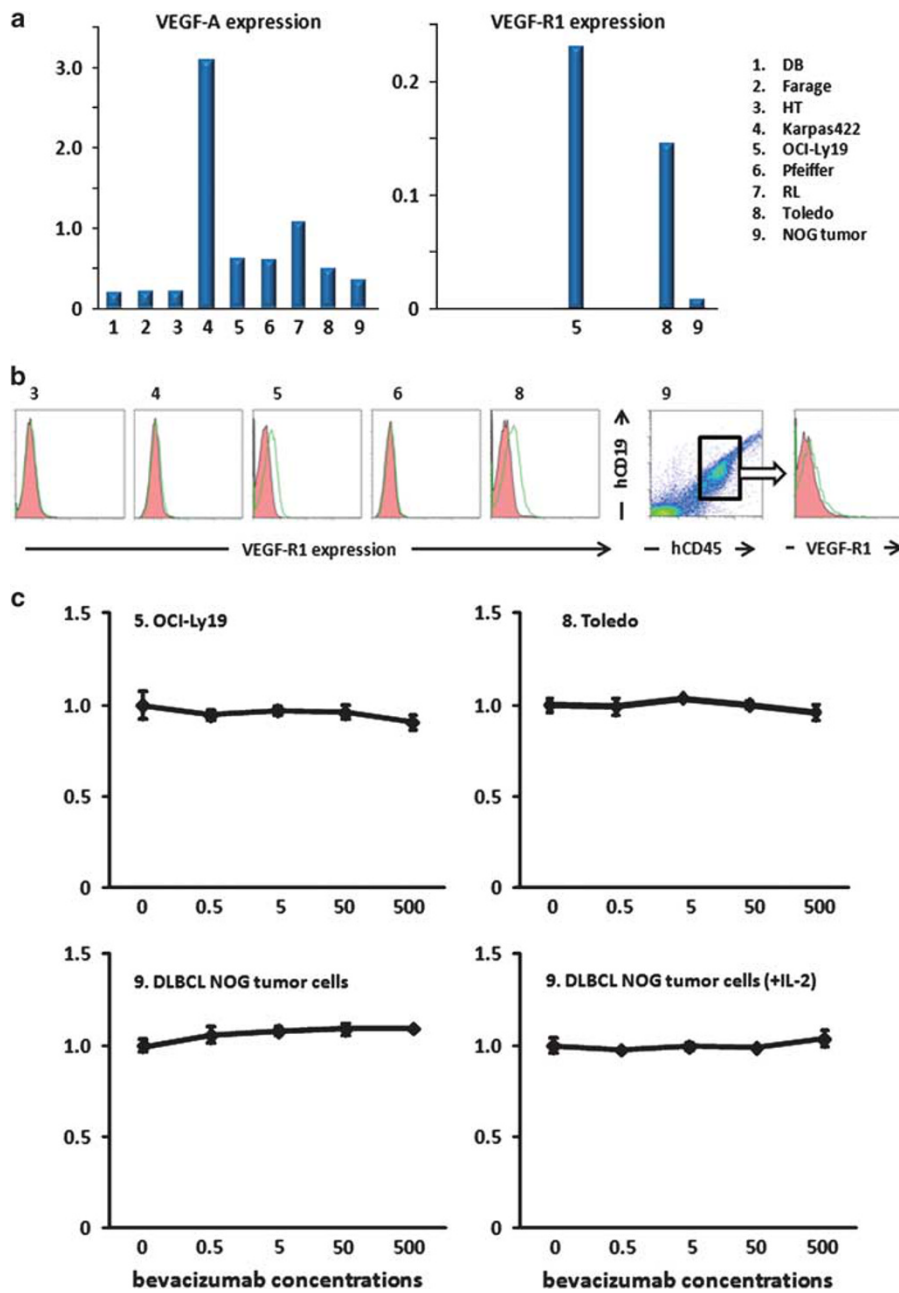 a
VEGF-A expression
3.0
2.0
1.0
0
1 2 3 4 5 6 7 8 9
VEGF-R1 expression
0.2
0.1
0
5 8 9
1. DB
2. Farage
3. HT
4. Karpas422
5. OCI-Ly19
6. Pfeiffer
7. RL
8. Toledo
9. NOG tumor
b
3 4 5 6 8 9
hCD19
VEGF-R1 expression
hCD45
VEGF-R1
c
1.5
1.0
0.5
0
5. OCI-Ly19
0 0.5 5 50 500
1.5
1.0
0.5
0
8. Toledo
0 0.5 5 50 500
1.5
1.0
0.5
0
9. DLBCL NOG tumor cells
0 0.5 5 50 500
bevacizumab concentrations
1.5
1.0
0.5
0
9. DLBCL NOG tumor cells (+IL-2)
0 0.5 5 50 500
bevacizumab concentrations